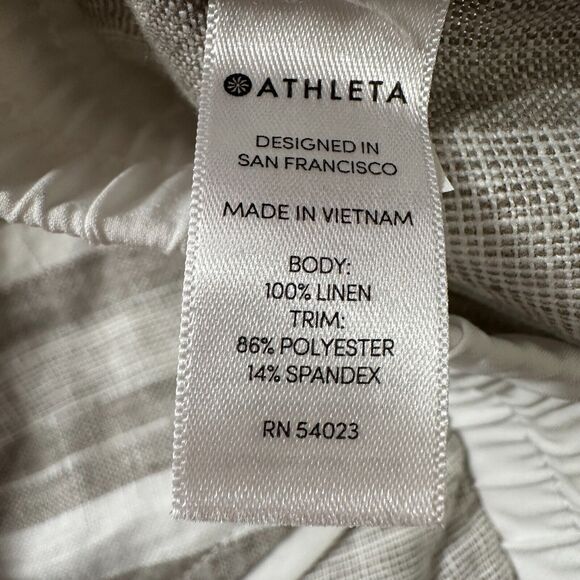 ATHLETA
DESIGNED IN
SAN FRANCISCO
MADE IN VIETNAM
BODY:
100% LINEN
TRIM:
86% POLYESTER
14% SPANDEX
RN 54023